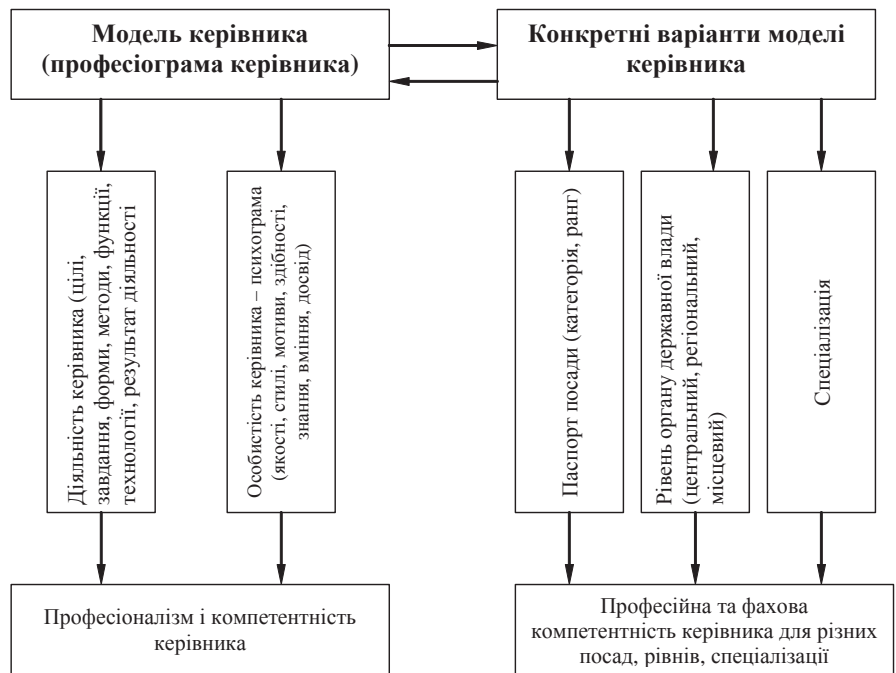 Модель керівника
(професіограма керівника)
Конкретні варіанти моделі
керівника
Діяльність керівника (цілі,
завдання, форми, методи, функції,
технології, результат діяльності
Особистість керівника – психограма
(якості, стилі, мотиви, здібності,
знання, вміння, досвід)
Паспорт посади (категорія, ранг)
Рівень органу державної влади
(центральний, регіональний,
місцевий)
Спеціалізація
Професіоналізм і компетентність
керівника
Професійна та фахова
компетентність керівника для різних
посад, рівнів, спеціалізації